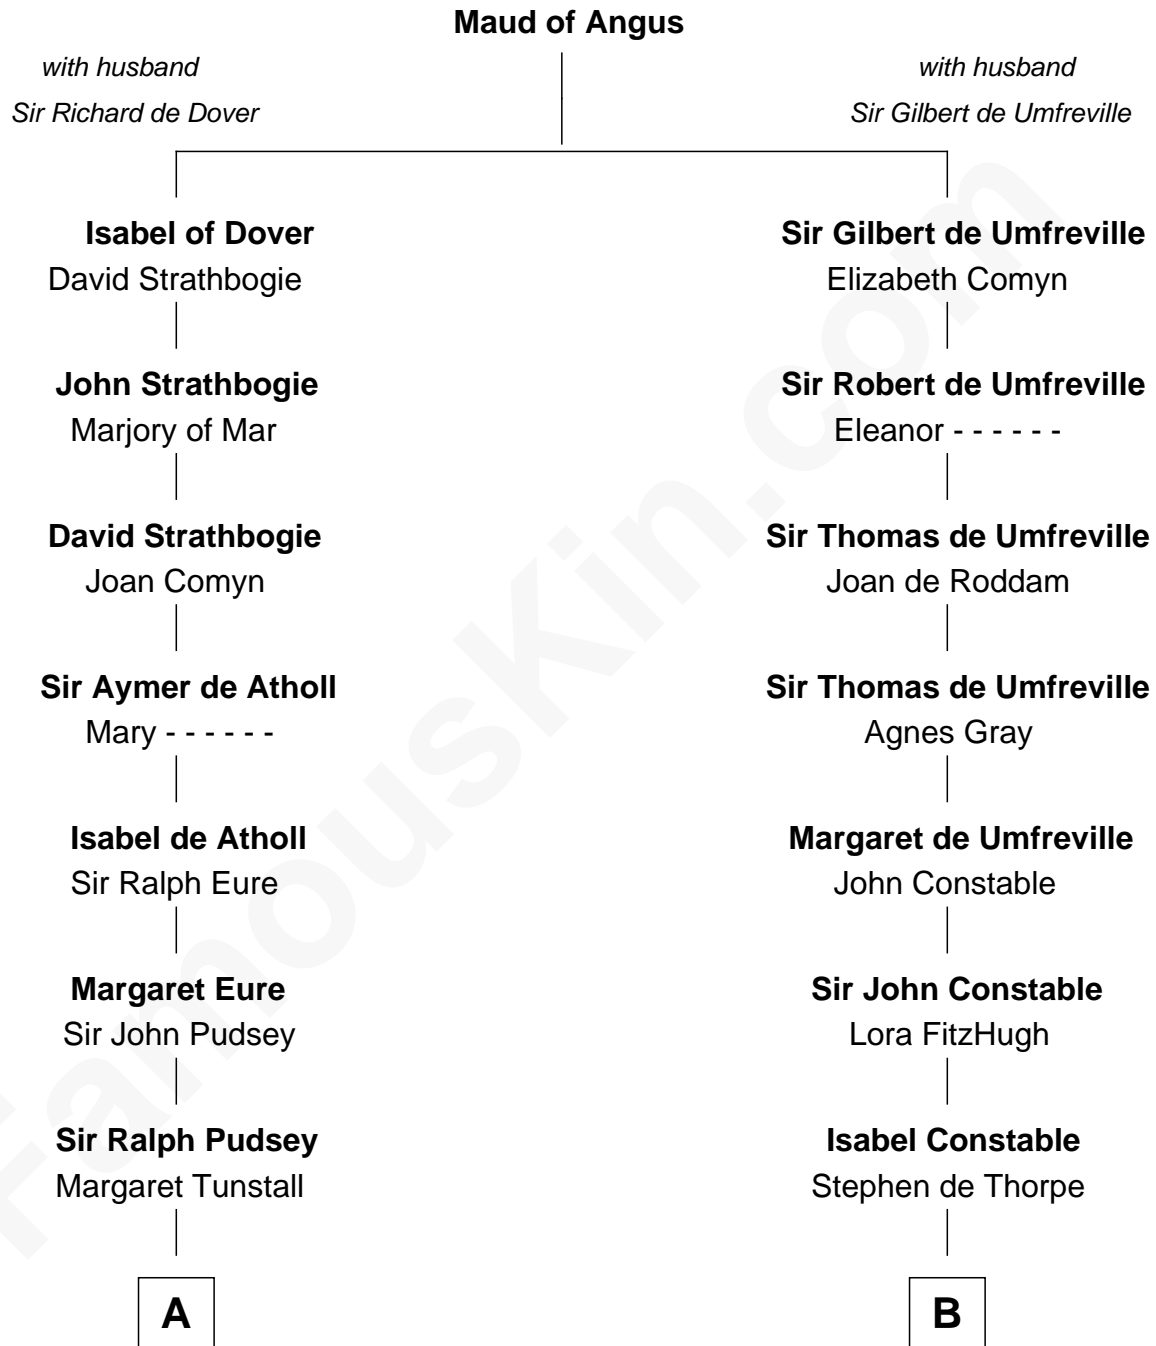 Maud of Angus
with husband
Sir Richard de Dover
with husband
Sir Gilbert de Umfreville
Isabel of Dover
David Strathbogie
Sir Gilbert de Umfreville
Elizabeth Comyn
John Strathbogie
Marjory of Mar
Sir Robert de Umfreville
Eleanor - - - - - -
David Strathbogie
Joan Comyn
Sir Thomas de Umfreville
Joan de Roddam
Sir Aymer de Atholl
Mary - - - - - -
Sir Thomas de Umfreville
Agnes Gray
Isabel de Atholl
Sir Ralph Eure
Margaret de Umfreville
John Constable
Margaret Eure
Sir John Pudsey
Sir John Constable
Lora FitzHugh
Sir Ralph Pudsey
Margaret Tunstall
Isabel Constable
Stephen de Thorpe
A
B
FamousKin.com